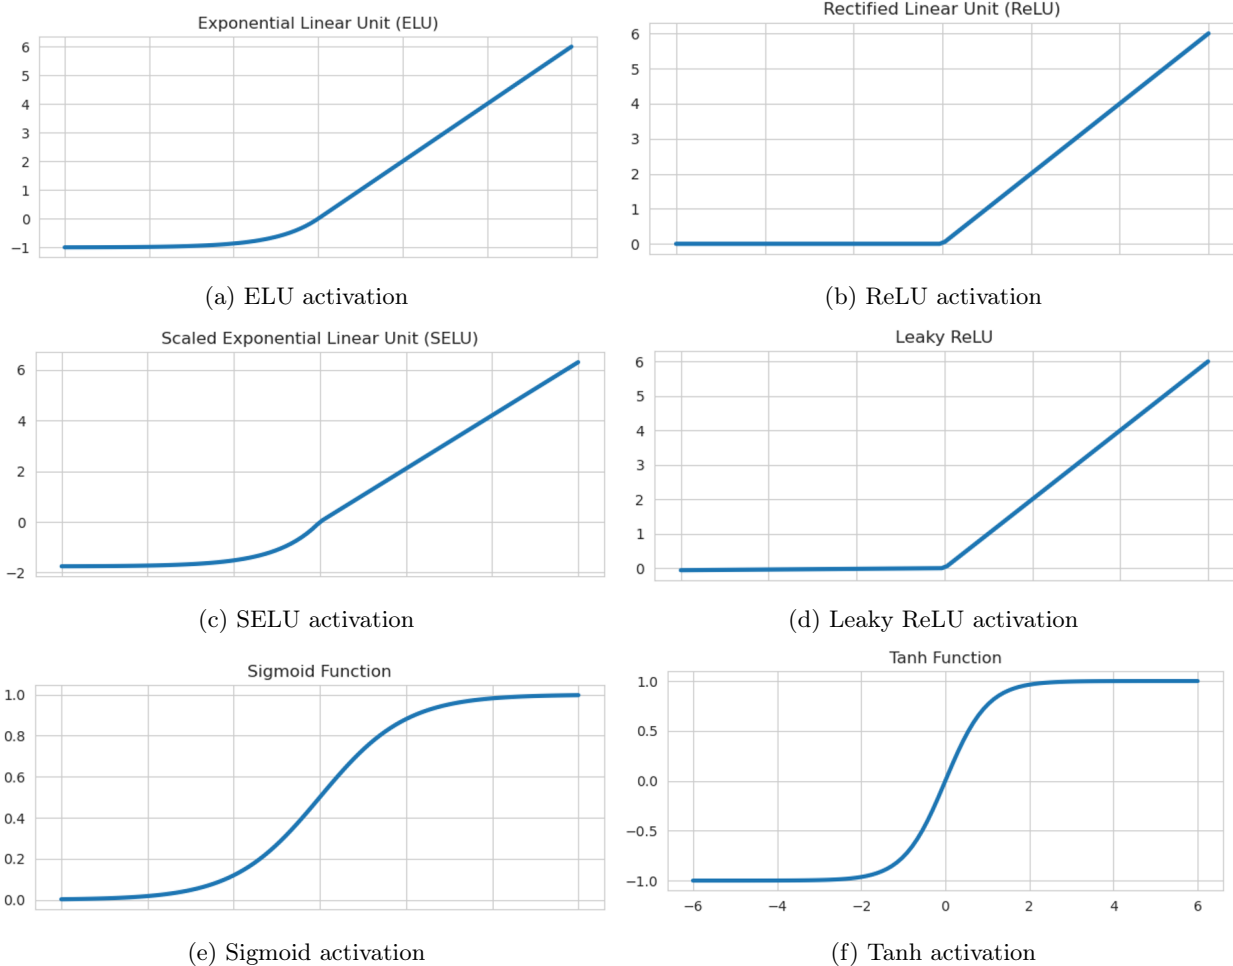 Exponential Linear Unit (ELU)
6
5
4
3
2
1
0
−1
(a) ELU activation
Rectified Linear Unit (ReLU)
6
5
4
3
2
1
0
(b) ReLU activation
Scaled Exponential Linear Unit (SELU)
6
4
2
0
−2
(c) SELU activation
Leaky ReLU
6
5
4
3
2
1
0
(d) Leaky ReLU activation
Sigmoid Function
1.0
0.8
0.6
0.4
0.2
0.0
(e) Sigmoid activation
Tanh Function
1.0
0.5
0.0
−0.5
−1.0
−6 −4 −2 0 2 4 6
(f) Tanh activation